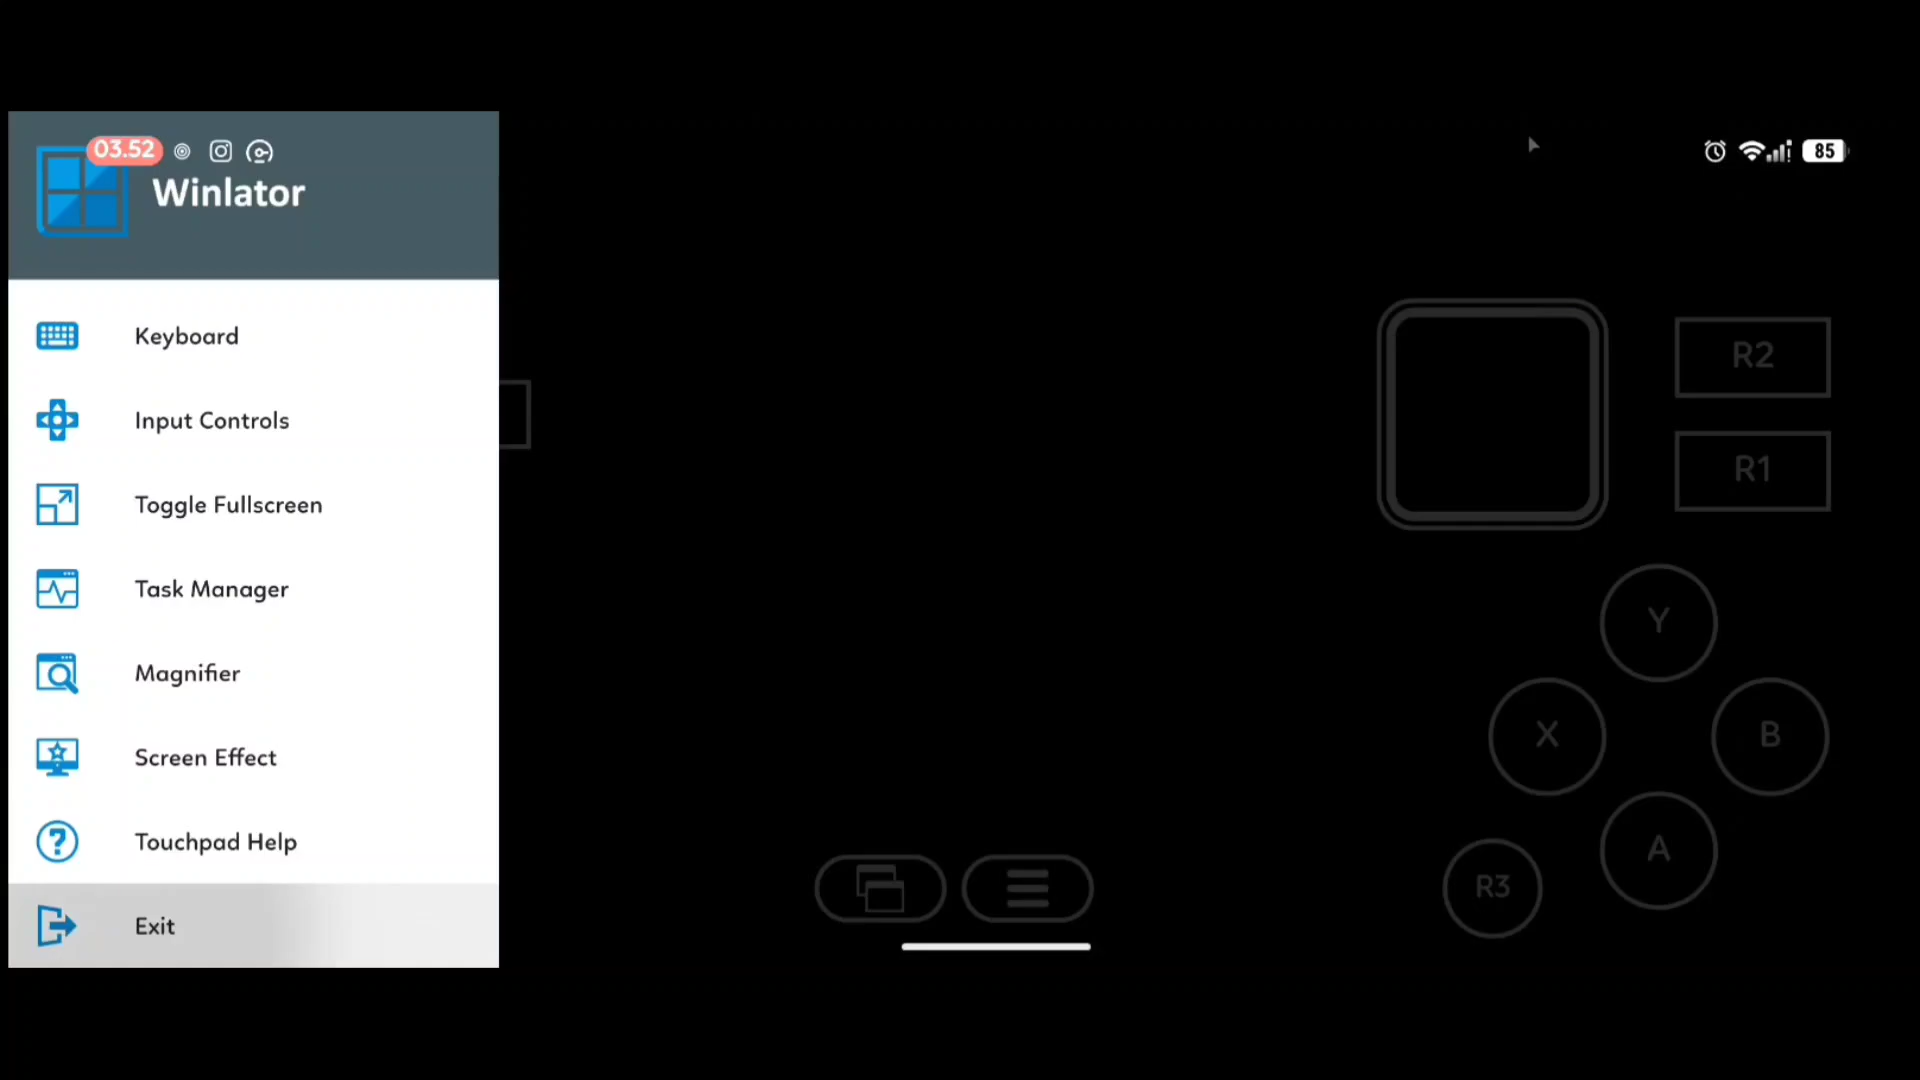 03.52
85
Winlator
Keyboard
Input Controls
Toggle Fullscreen
Task Manager
Magnifier
Screen Effect
Touchpad Help
Exit
R2
R1
Y
X
B
A
R3